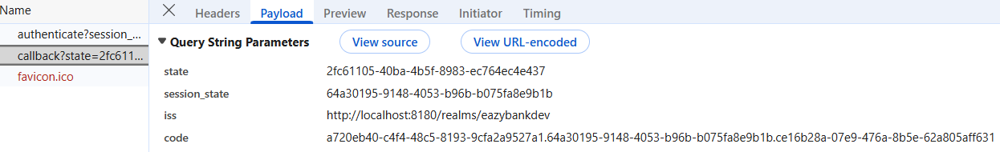 Name
Headers Payload Preview Response Initiator Timing
authenticate?session_...
Query String Parameters View source View URL-encoded
callback?state=2fc611...
state 2fc61105-40ba-4b5f-8983-ec764ec4e437
favicon.ico
session_state 64a30195-9148-4053-b96b-b075fa8e9b1b
iss http://localhost:8180/realms/eazybankdev
code a720eb40-c4f4-48c5-8193-9cfa2a9527a1.64a30195-9148-4053-b96b-b075fa8e9b1b.ce16b28a-07e9-476a-8b5e-62a805aff631